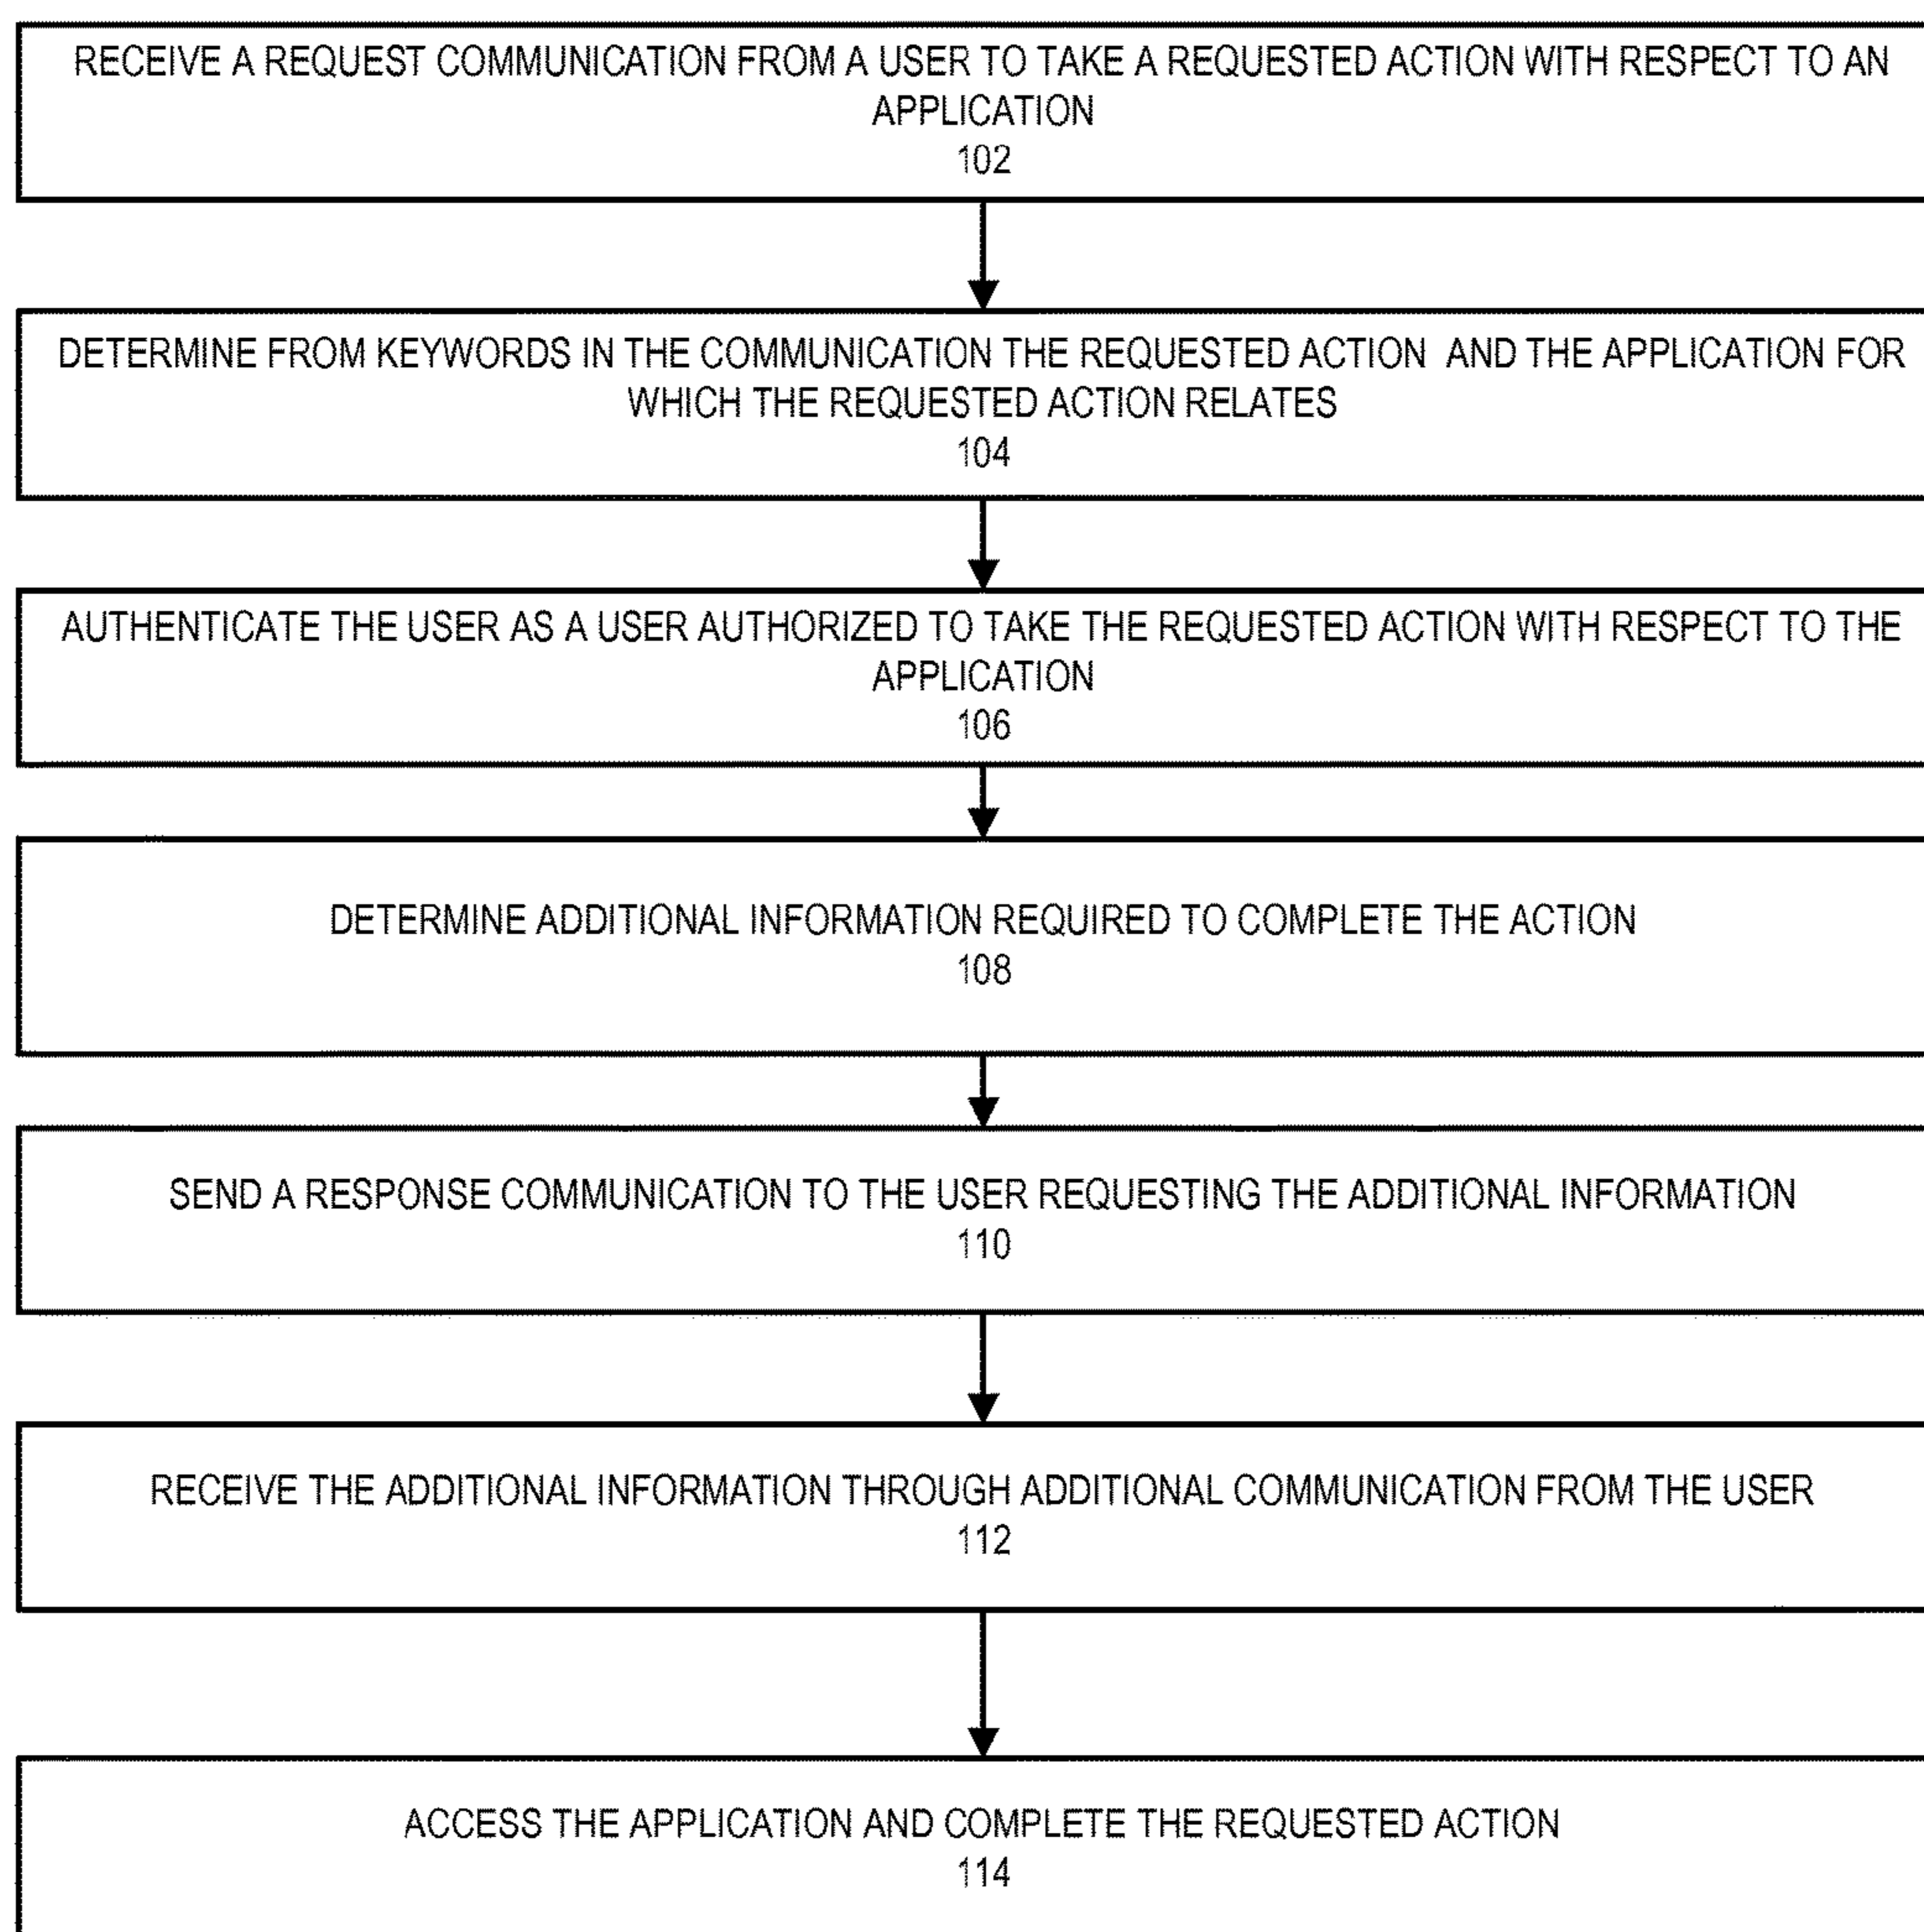 RECEIVE A REQUEST COMMUNICATION FROM A USER TO TAKE A REQUESTED ACTION WITH RESPECT TO AN
APPLICATION
102
DETERMINE FROM KEYWORDS IN THE COMMUNICATION THE REQUESTED ACTION AND THE APPLICATION FOR
WHICH THE REQUESTED ACTION RELATES
104
AUTHENTICATE THE USER AS A USER AUTHORIZED TO TAKE THE REQUESTED ACTION WITH RESPECT TO THE
APPLICATION
106
DETERMINE ADDITIONAL INFORMATION REQUIRED TO COMPLETE THE ACTION
108
SEND A RESPONSE COMMUNICATION TO THE USER REQUESTING THE ADDITIONAL INFORMATION
110
RECEIVE THE ADDITIONAL INFORMATION THROUGH ADDITIONAL COMMUNICATION FROM THE USER
112
ACCESS THE APPLICATION AND COMPLETE THE REQUESTED ACTION
114